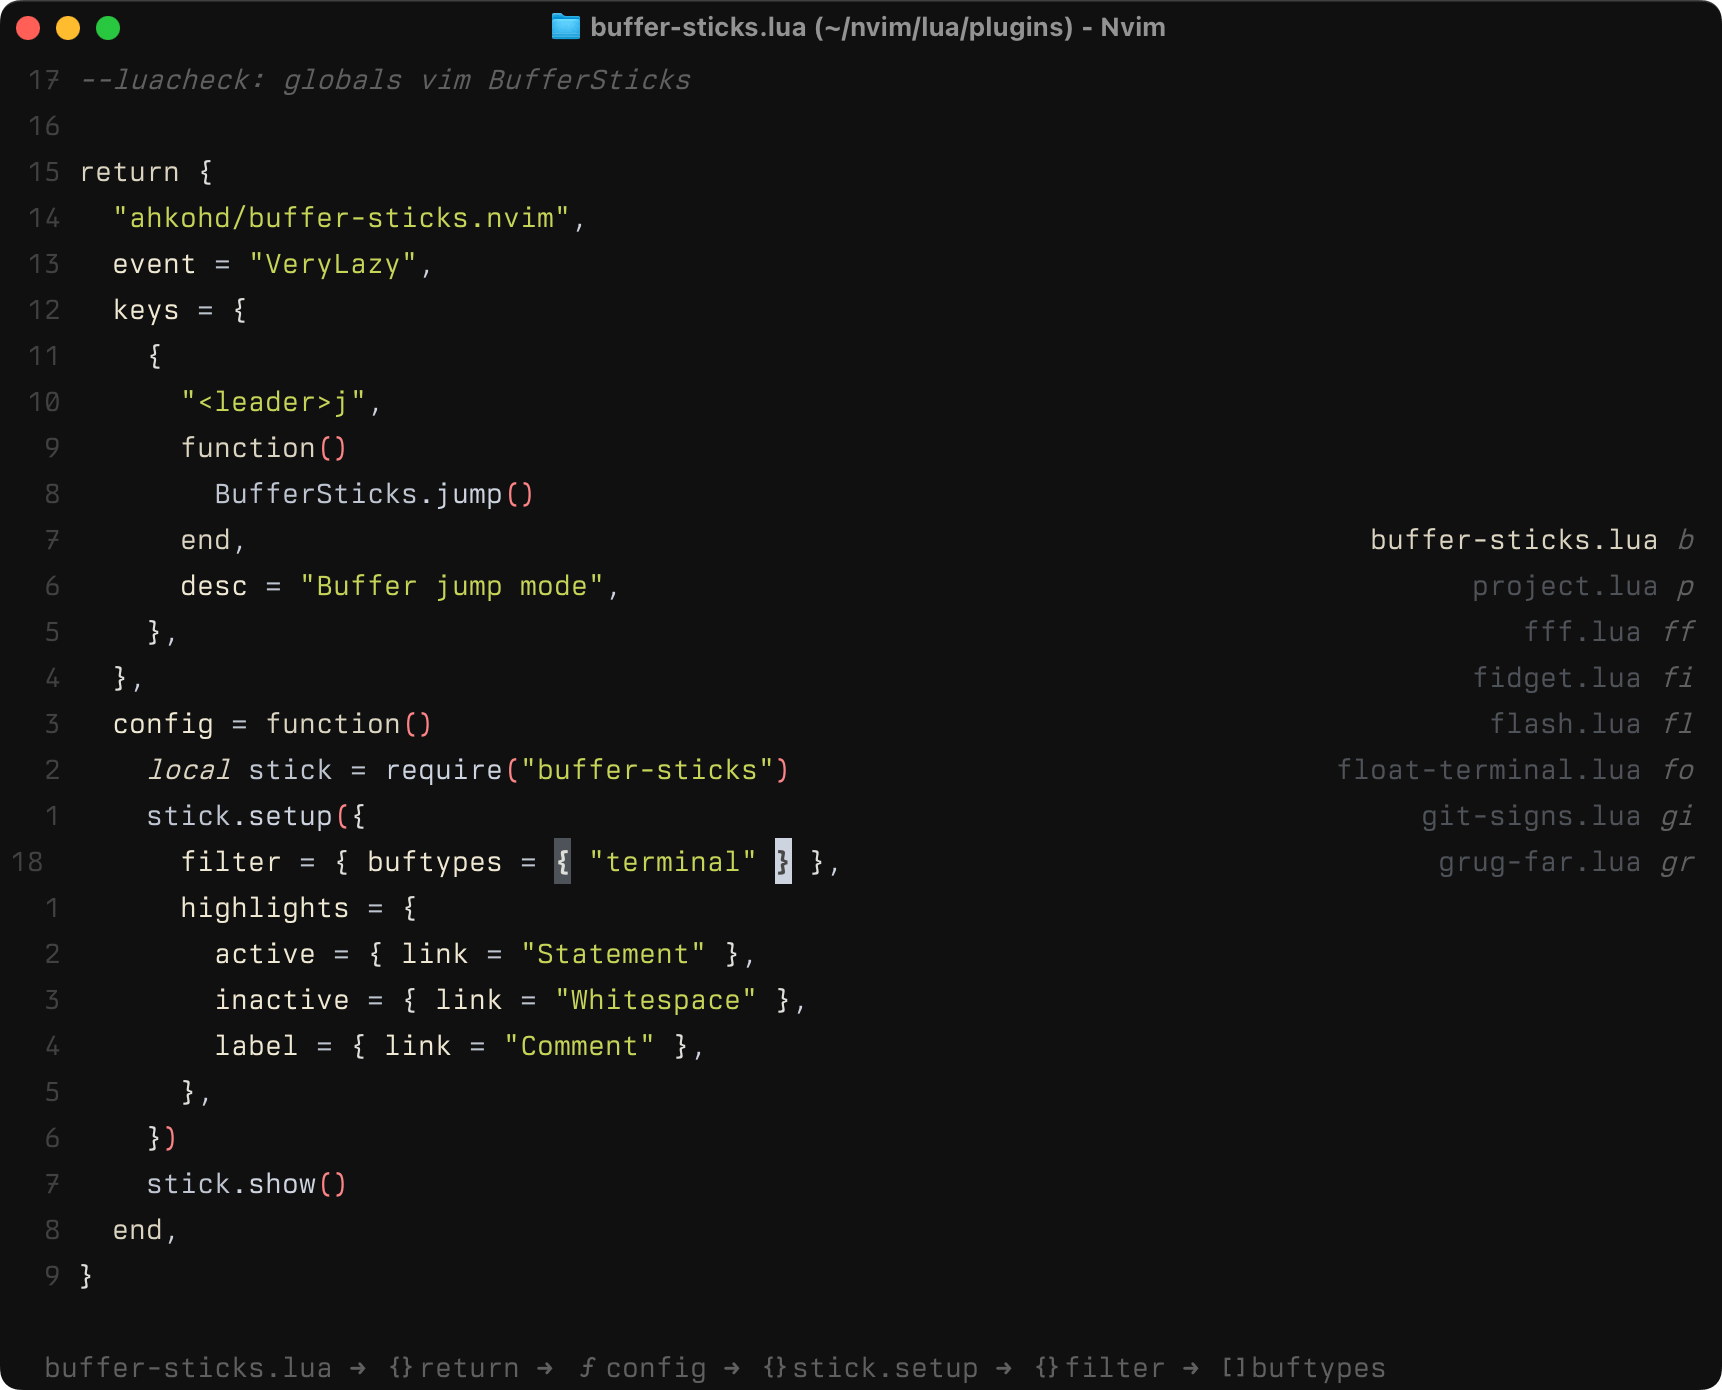 buffer-sticks.lua (~/nvim/lua/plugins) - Nvim
17 --luacheck: globals vim BufferSticks
16
15 return {
14   "ahkohd/buffer-sticks.nvim",
13   event = "VeryLazy",
12   keys = {
11     {
10       "<leader>j",
9       function()
8         BufferSticks.jump()
7       end, buffer-sticks.lua b
6       desc = "Buffer jump mode", project.lua p
5     }, fff.lua ff
4   }, fidget.lua fi
3   config = function() flash.lua fl
2     local stick = require("buffer-sticks") float-terminal.lua fo
1     stick.setup({ git-signs.lua gi
18       filter = { buftypes = { "terminal" } }, grug-far.lua gr
1       highlights = {
2         active = { link = "Statement" },
3         inactive = { link = "Whitespace" },
4         label = { link = "Comment" },
5       },
6     })
7     stick.show()
8   end,
9 }
buffer-sticks.lua → {}return → ƒ config → {}stick.setup → {}filter → []buftypes